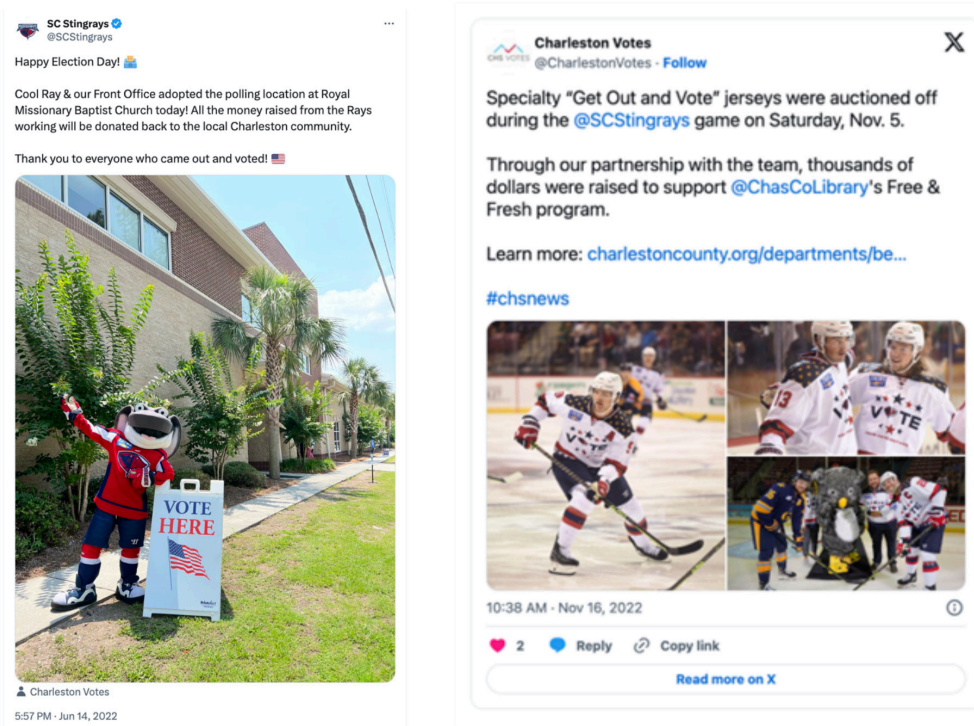 SC Stingrays
@SCStingrays
Happy Election Day!
Cool Ray & our Front Office adopted the polling location at Royal
Missionary Baptist Church today! All the money raised from the Rays
working will be donated back to the local Charleston community.
Thank you to everyone who came out and voted!
VOTE
HERE
Charleston Votes
5:57 PM · Jun 14, 2022
CHS VOTES
Charleston Votes
@CharlestonVotes · Follow
X
Specialty “Get Out and Vote” jerseys were auctioned off
during the @SCStingrays game on Saturday, Nov. 5.
Through our partnership with the team, thousands of
dollars were raised to support @ChasCoLibrary's Free &
Fresh program.
Learn more: charlestoncounty.org/departments/be...
#chsnews
VOTE
13
VOTE
10:38 AM · Nov 16, 2022
2 Reply Copy link
Read more on X